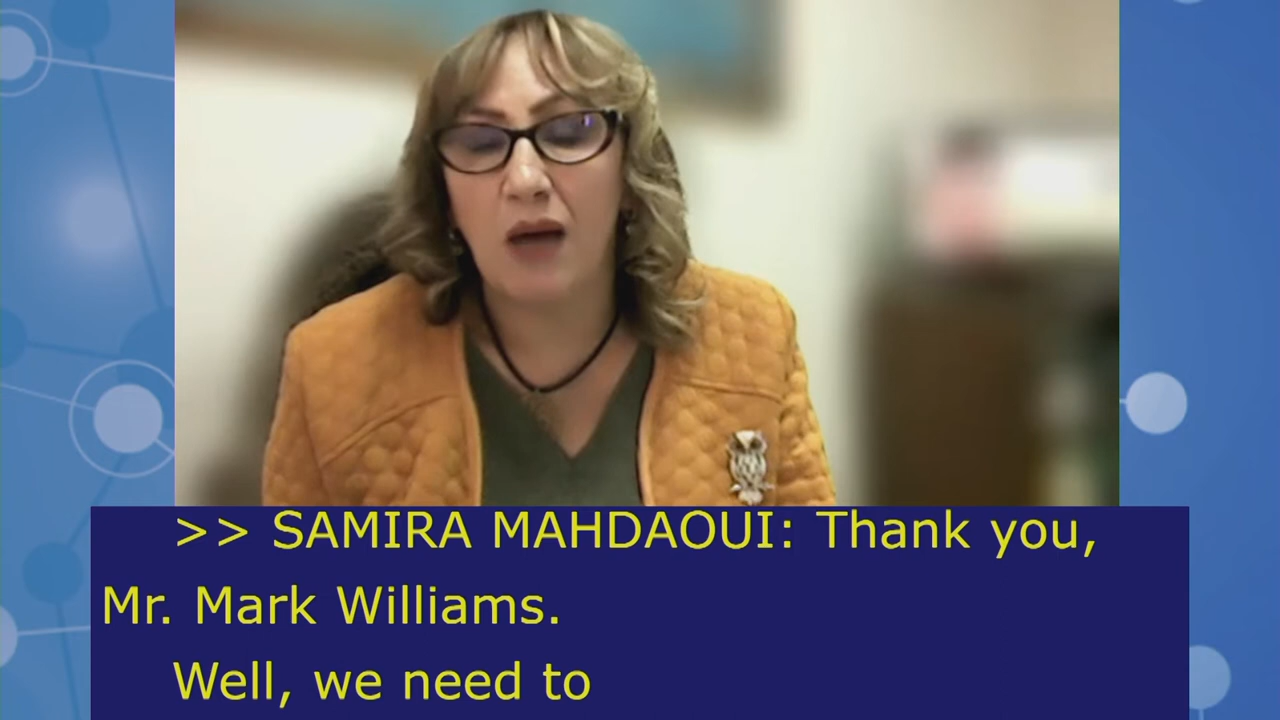 >> SAMIRA MAHDAOUI: Thank you,
Mr. Mark Williams.
Well, we need to